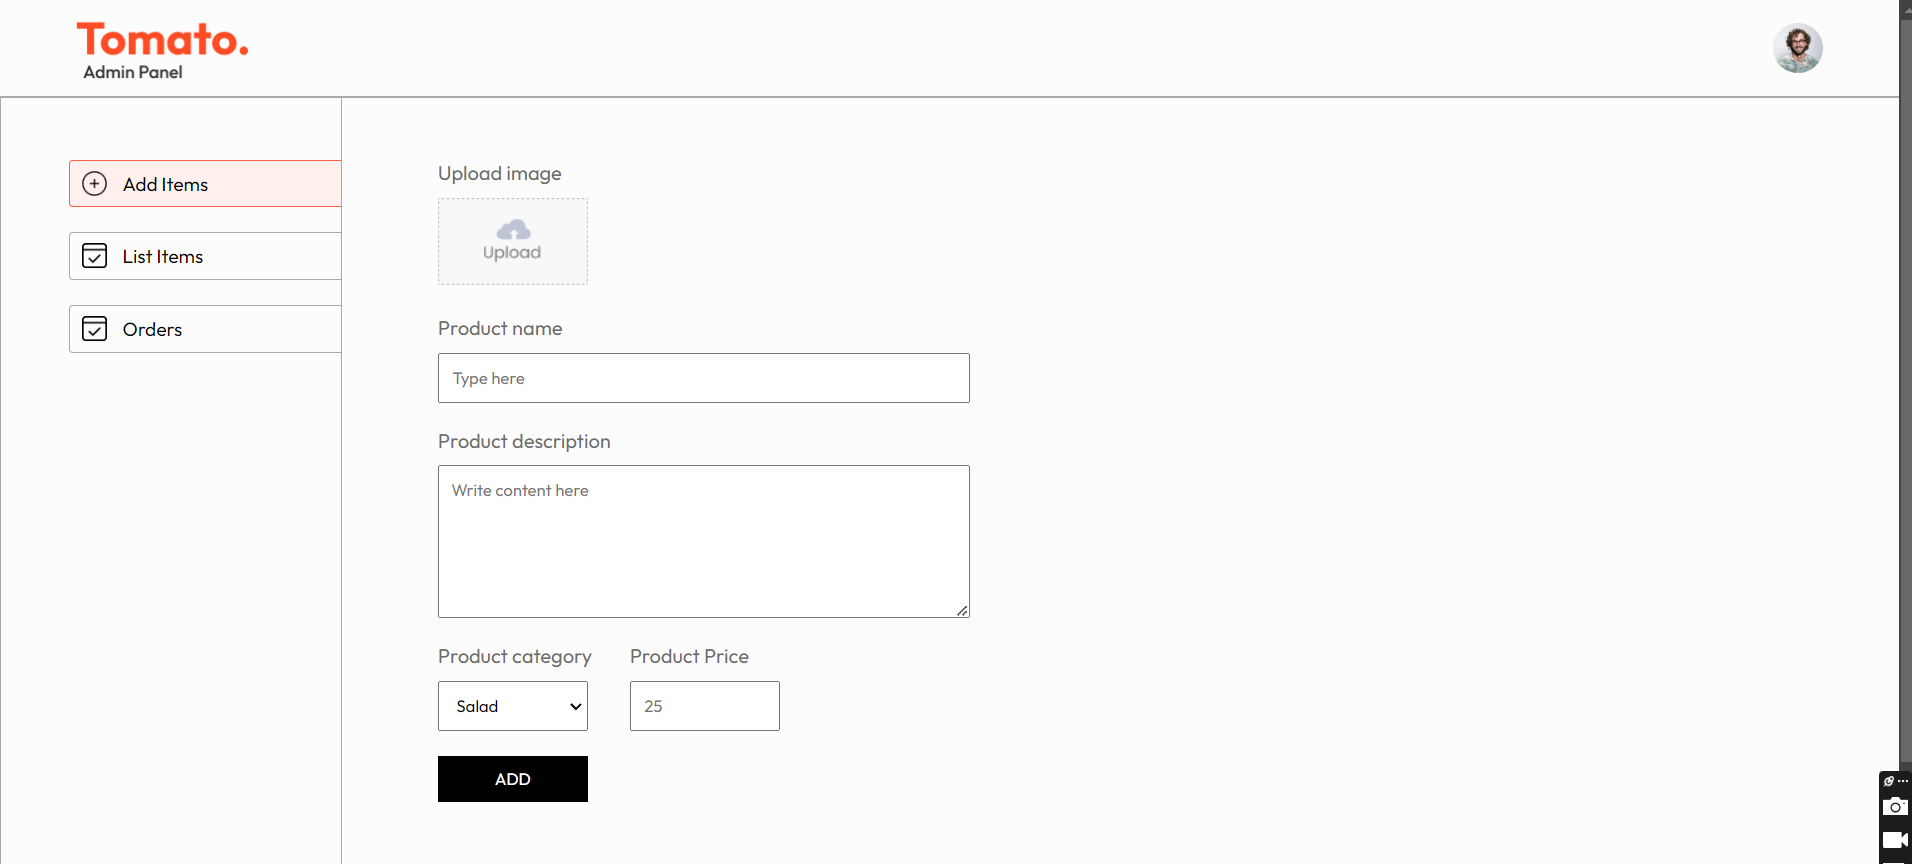 Tomato.
Admin Panel
Add Items
List Items
Orders
Upload image
Upload
Product name
Type here
Product description
Write content here
Product category
Product Price
Salad
25
ADD